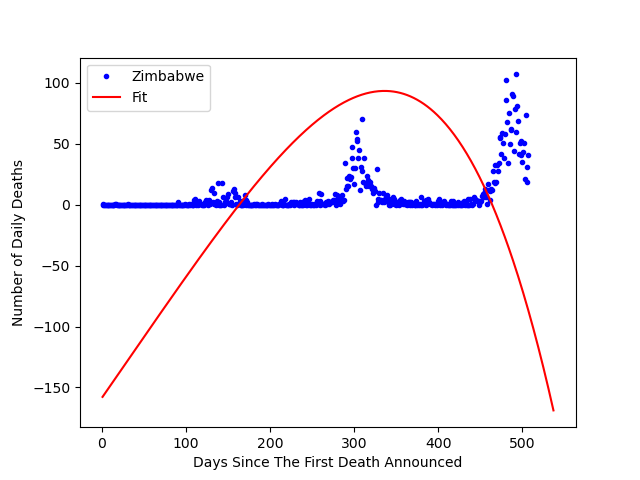 Zimbabwe
Fit
100
50
0
−50
−100
−150
Number of Daily Deaths
0 100 200 300 400 500
Days Since The First Death Announced